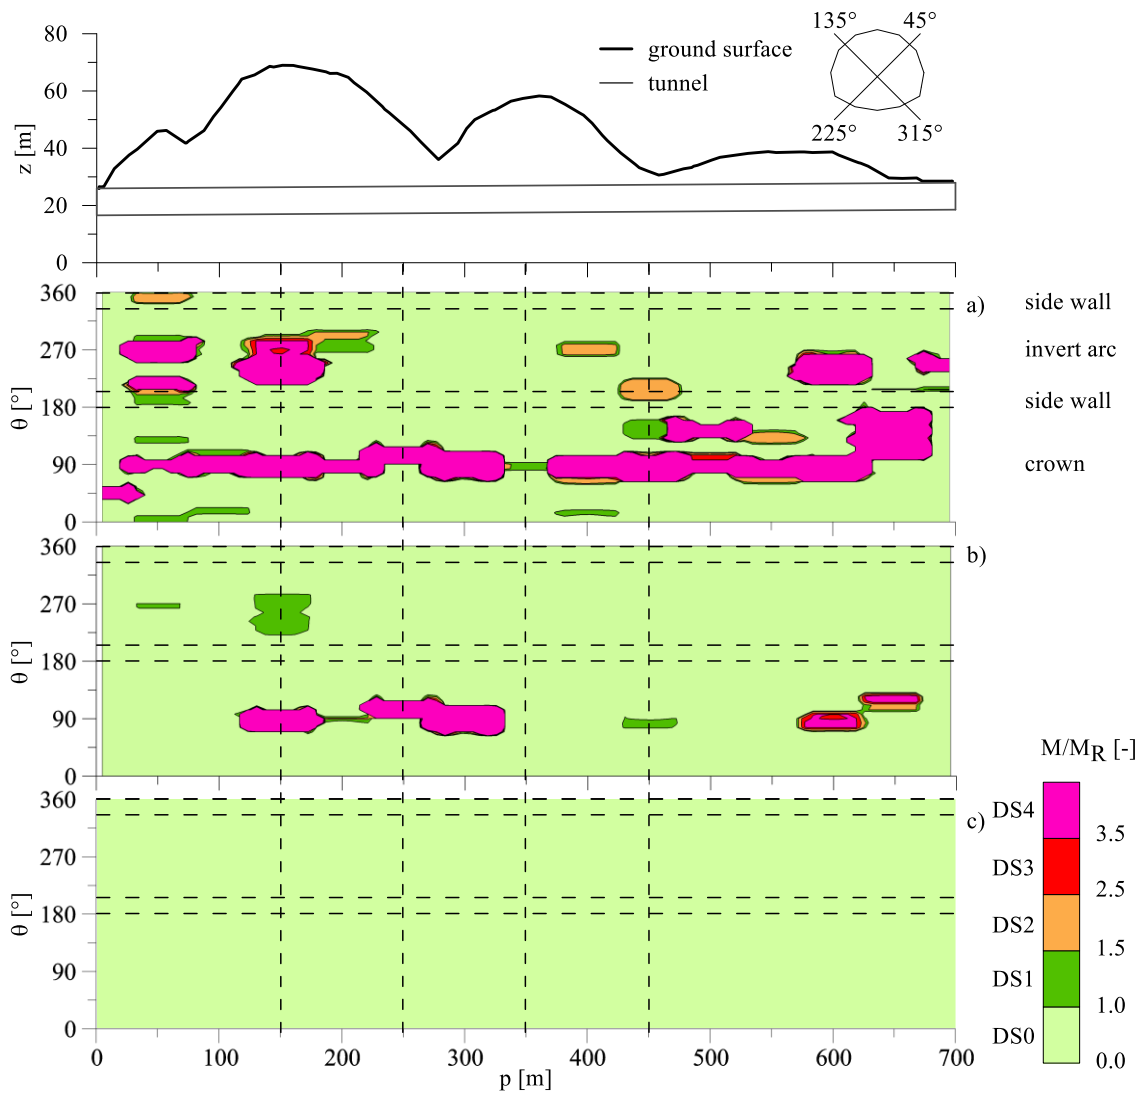 80
60
40
20
0
z [m]
ground surface
tunnel
135° 45°
225° 315°
360
270
180
90
0
θ [°]
a)
side wall
invert arc
side wall
crown
360
270
180
90
0
θ [°]
b)
360
270
180
90
0
θ [°]
c)
0 100 200 300 400 500 600 700
p [m]
M/MR [-]
DS4
3.5
DS3
2.5
DS2
1.5
DS1
1.0
DS0
0.0